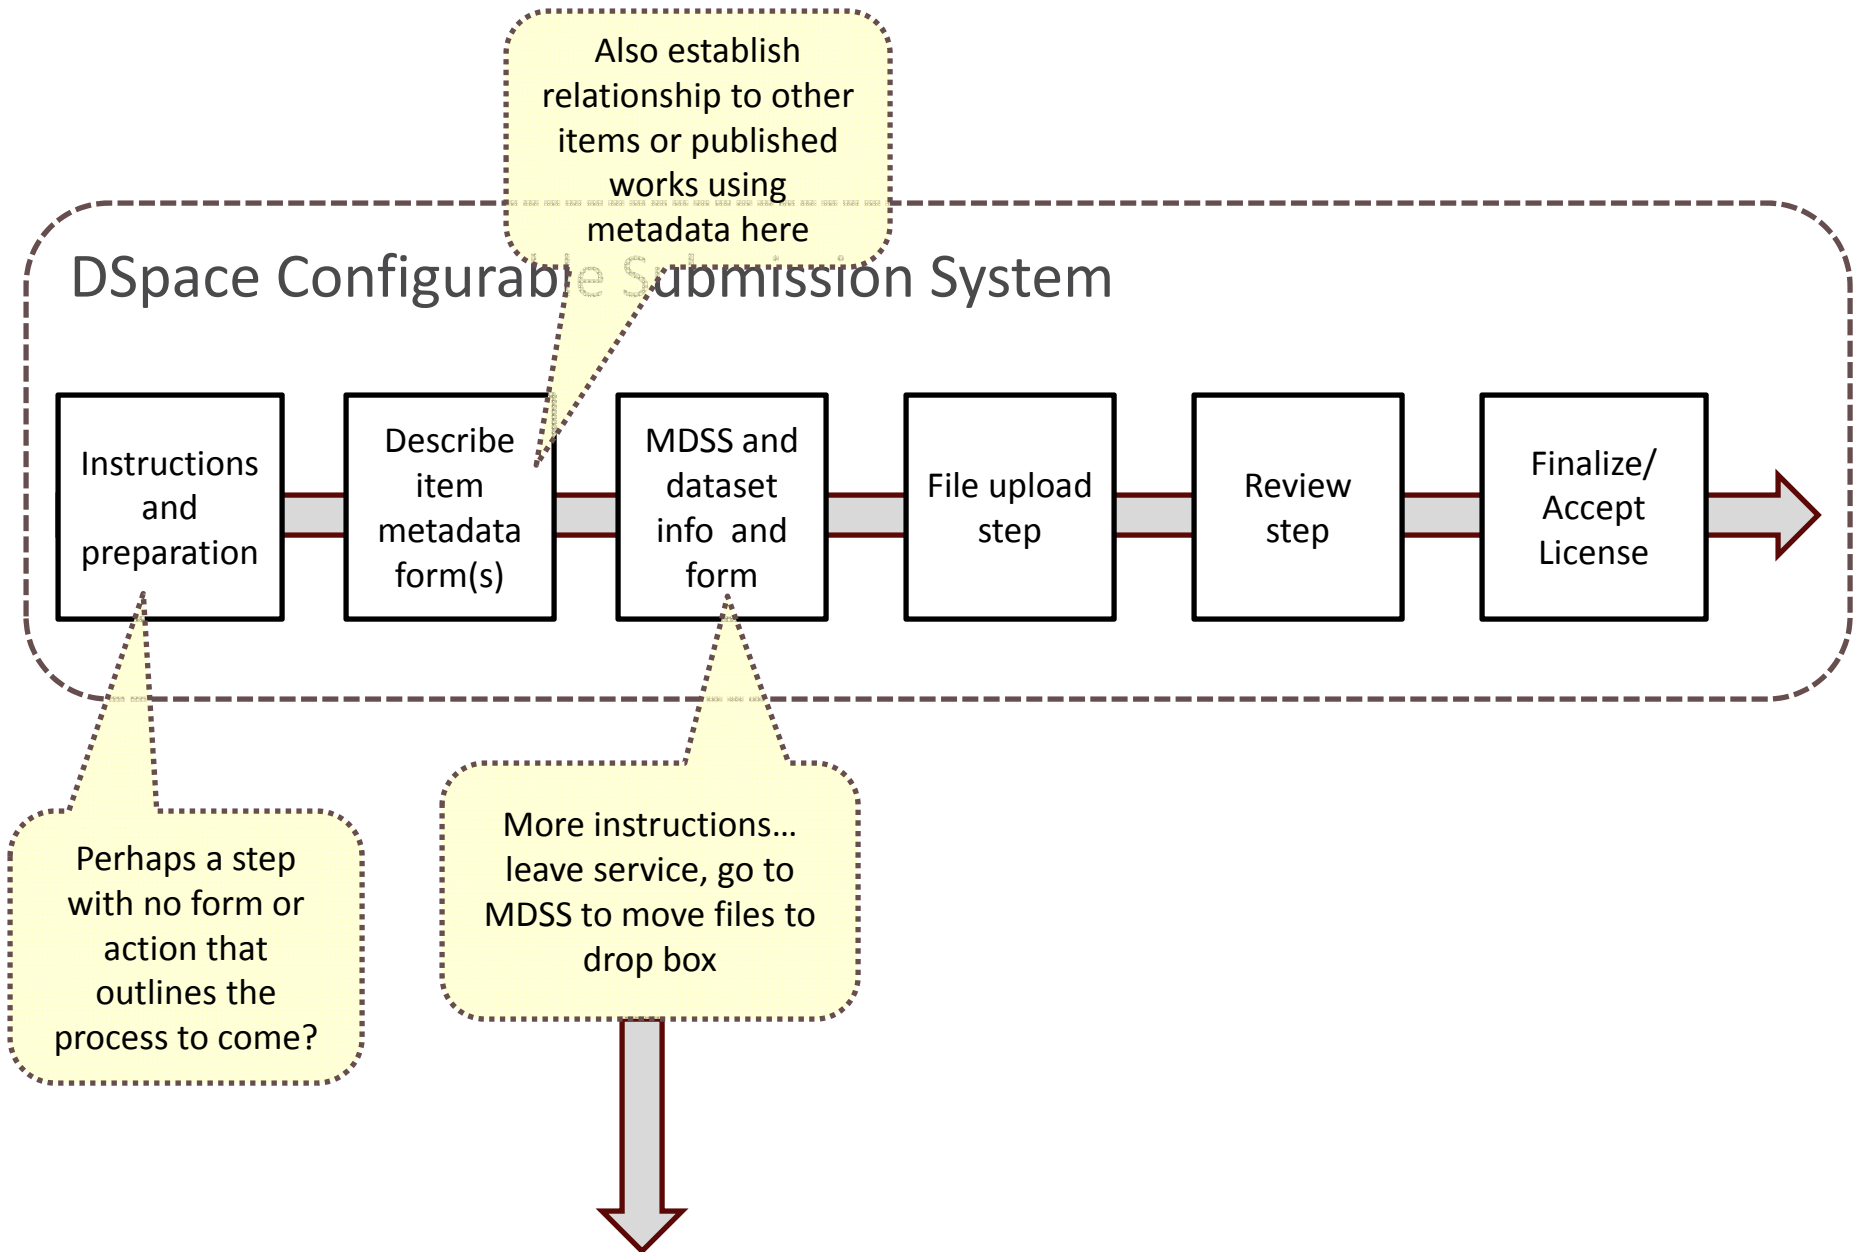 Also establish
relationship to other
items or published
works using
metadata here
DSpace Configurable Submission System
Instructions
and
preparation
Describe
item
metadata
form(s)
MDSS and
dataset
info and
form
File upload
step
Review
step
Finalize/
Accept
License
Perhaps a step
with no form or
action that
outlines the
process to come?
More instructions...
leave service, go to
MDSS to move files to
drop box